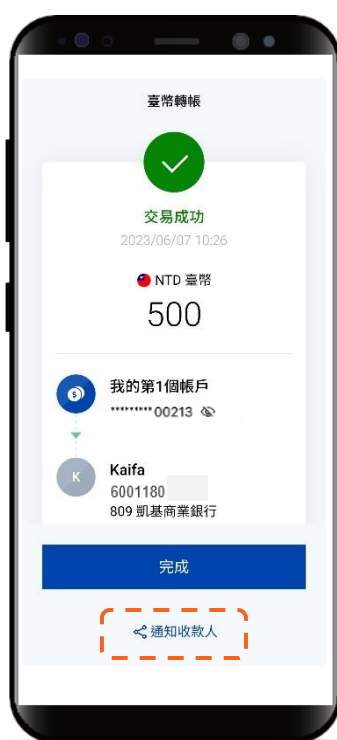 臺幣轉帳
交易成功
2023/06/07 10:26
NTD 臺幣
500
我的第1個帳戶
*********00213
K
Kaifa
6001180
809 凱基商業銀行
完成
通知收款人